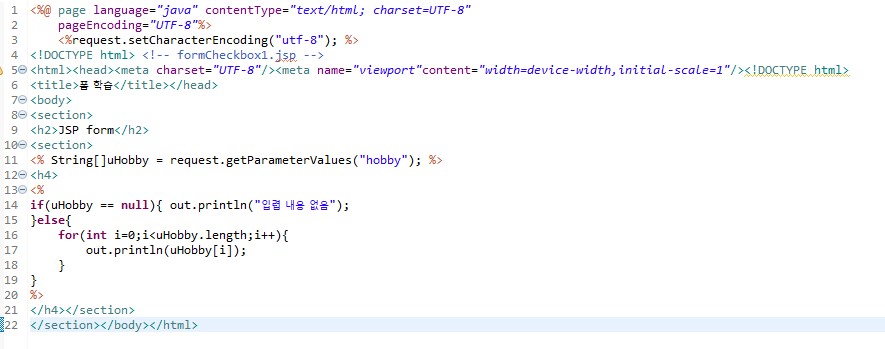 1 <%@ page language="java" contentType="text/html; charset=UTF-8"
2 pageEncoding="UTF-8"%>
3 <%request.setCharacterEncoding("utf-8"); %>
4 <!DOCTYPE html> <!-- formCheckbox1.jsp -->
5 <html><head><meta charset="UTF-8"/><meta name="viewport"content="width=device-width,initial-scale=1"/><!DOCTYPE html>
6 <title>폼 학습</title></head>
7 <body>
8 <section>
9 <h2>JSP form</h2>
10 <section>
11 <% String[]uHobby = request.getParameterValues("hobby"); %>
12 <h4>
13 <%
14 if(uHobby == null){ out.println("입렵 내용 없음");
15 }else{
16 for(int i=0;i<uHobby.length;i++){
17 out.println(uHobby[i]);
18 }
19 }
20 %>
21 </h4></section>
22 </section></body></html>